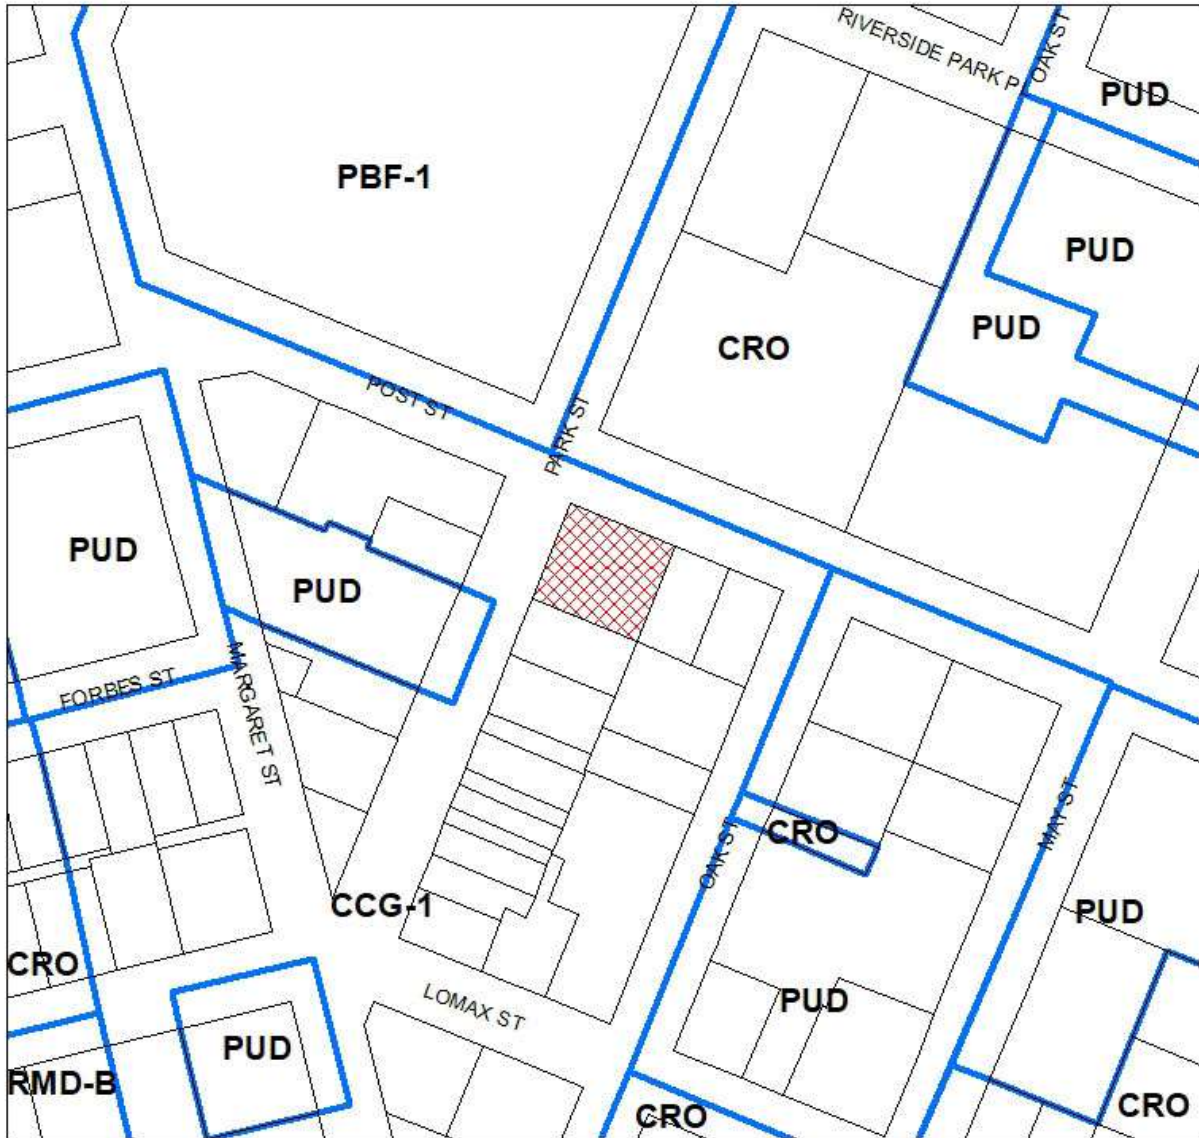 RIVERSIDE PARK P
OAK ST
PUD
PBF-1
PUD
PUD
CRO
POST ST
PARK ST
PUD
PUD
MARGARET ST
FORBES ST
CRO
OAK ST
MAY ST
CCG-1
PUD
CRO
LOMAX ST
PUD
PUD
RMD-B
CRO
CRO